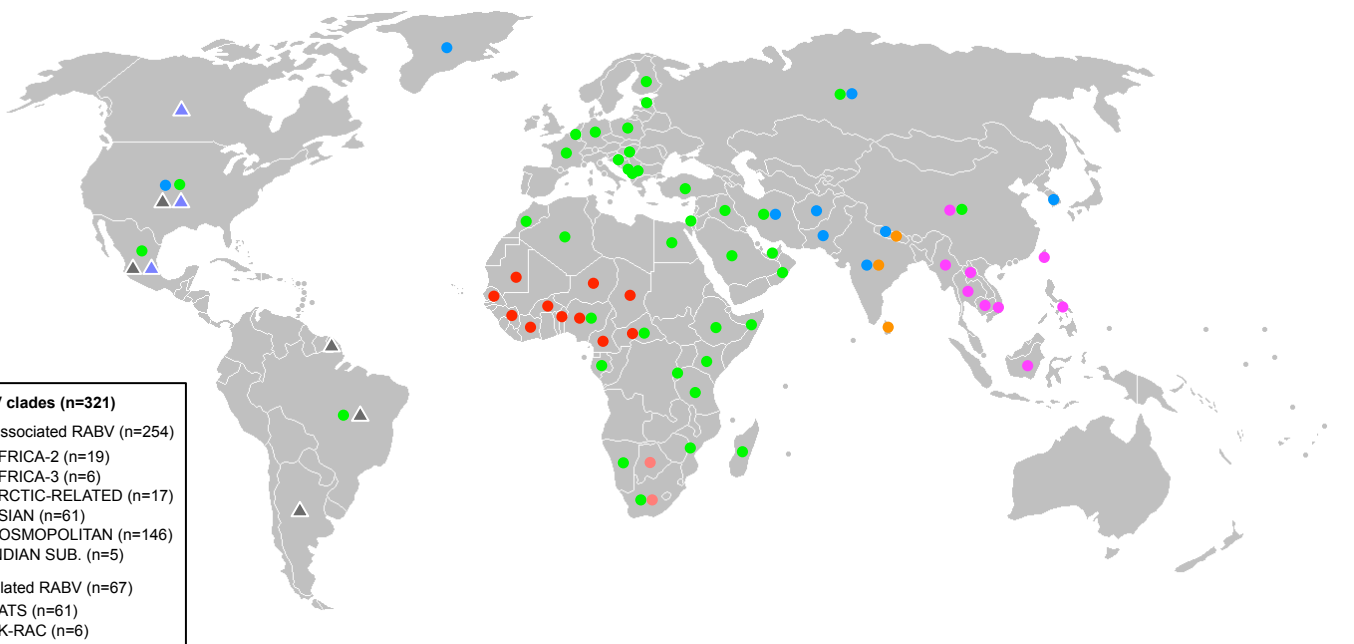 V clades (n=321)
ssociated RABV (n=254)
FRICA-2 (n=19)
FRICA-3 (n=6)
RCTIC-RELATED (n=17)
SIAN (n=61)
OSMOPOLITAN (n=146)
NDIAN SUB. (n=5)
lated RABV (n=67)
ATS (n=61)
K-RAC (n=6)